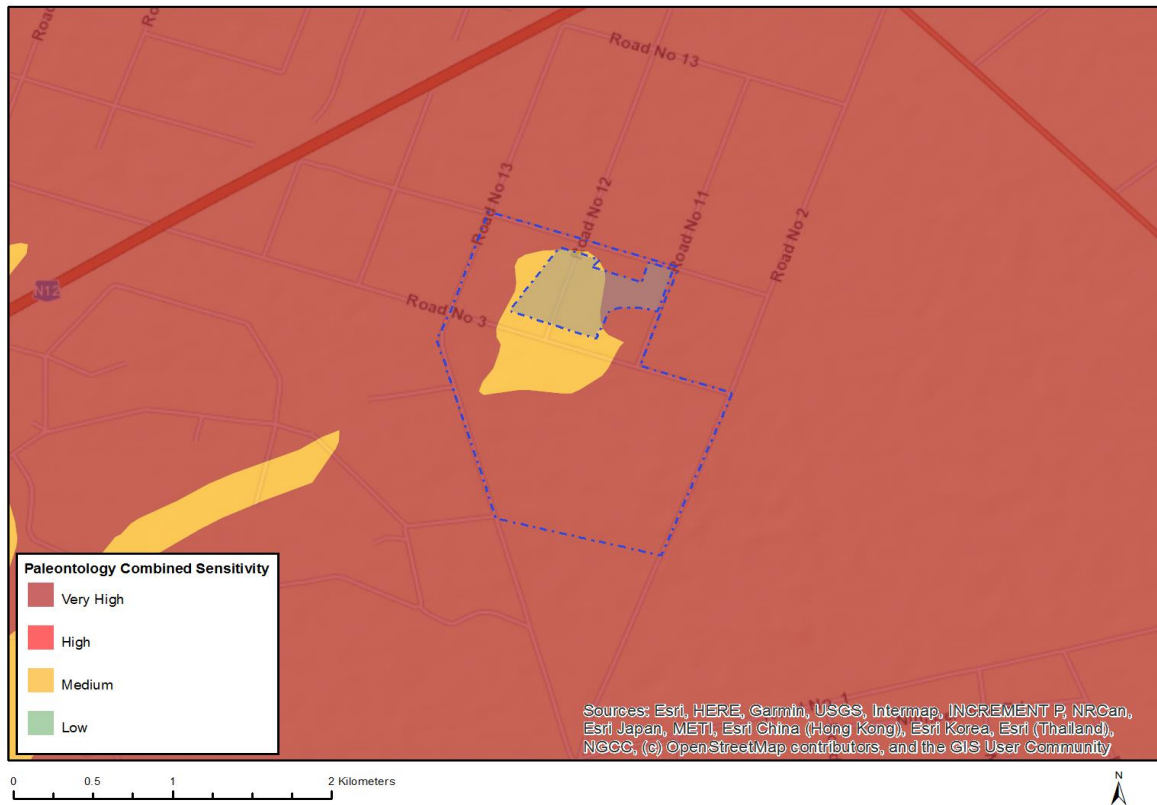 Road
Ro
Road No 13
Road No 13
Road No 12
Road No 11
Road No 2
N12
Road No 3
Paleontology Combined Sensitivity
Very High
High
Medium
Low
Sources: Esri, HERE, Garmin, USGS, Intermap, INCREMENT P, NRCan,
Esri Japan, METI, Esri China (Hong Kong), Esri Korea, Esri (Thailand),
NGCC, (c) OpenStreetMap contributors, and the GIS User Community
0 0.5 1 2 Kilometers
N